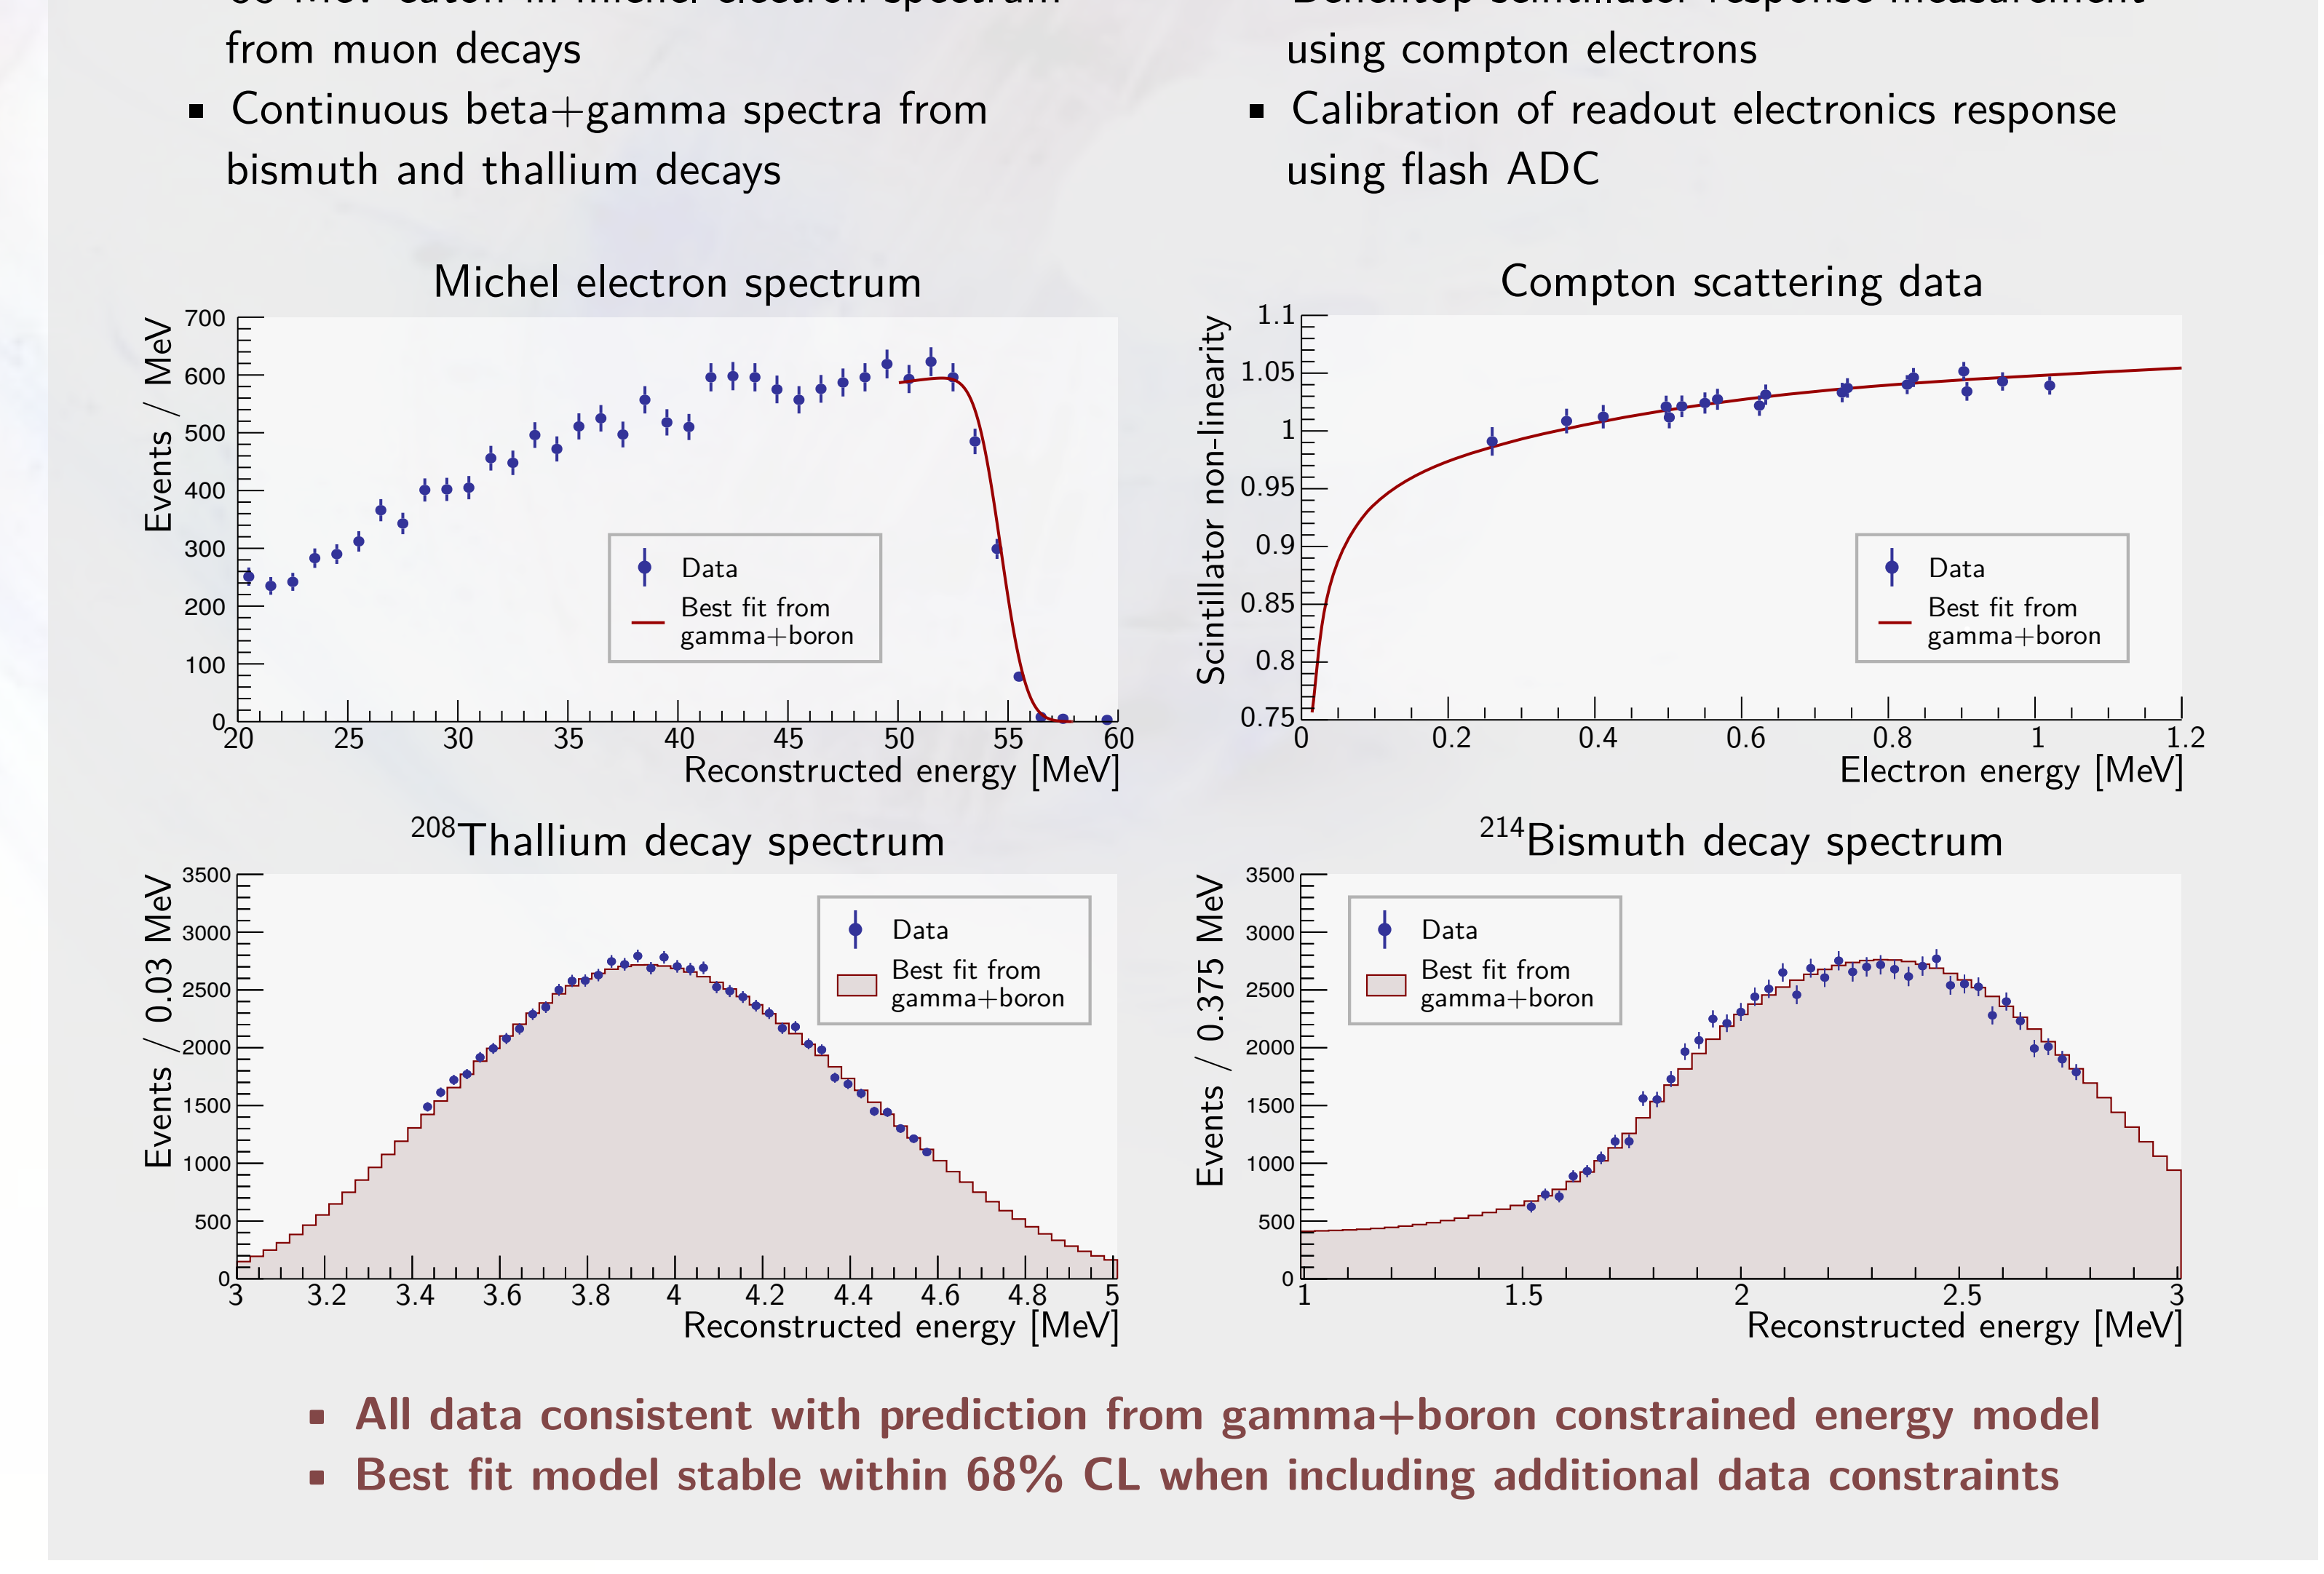 from muon decays
▪ Continuous beta+gamma spectra from
bismuth and thallium decays
using compton electrons
▪ Calibration of readout electronics response
using flash ADC
Michel electron spectrum
Events / MeV
700
600
500
400
300
200
100
0
Data
Best fit from
gamma+boron
20 25 30 35 40 45 50 55 60
Reconstructed energy [MeV]
Compton scattering data
Scintillator non-linearity
1.1
1.05
1
0.95
0.9
0.85
0.8
0.75
Data
Best fit from
gamma+boron
0 0.2 0.4 0.6 0.8 1 1.2
Electron energy [MeV]
²⁰⁸Thallium decay spectrum
Events / 0.03 MeV
3500
3000
2500
2000
1500
1000
500
0
Data
Best fit from
gamma+boron
3 3.2 3.4 3.6 3.8 4 4.2 4.4 4.6 4.8 5
Reconstructed energy [MeV]
²¹⁴Bismuth decay spectrum
Events / 0.375 MeV
3500
3000
2500
2000
1500
1000
500
0
Data
Best fit from
gamma+boron
1 1.5 2 2.5 3
Reconstructed energy [MeV]
▪ All data consistent with prediction from gamma+boron constrained energy model
▪ Best fit model stable within 68% CL when including additional data constraints